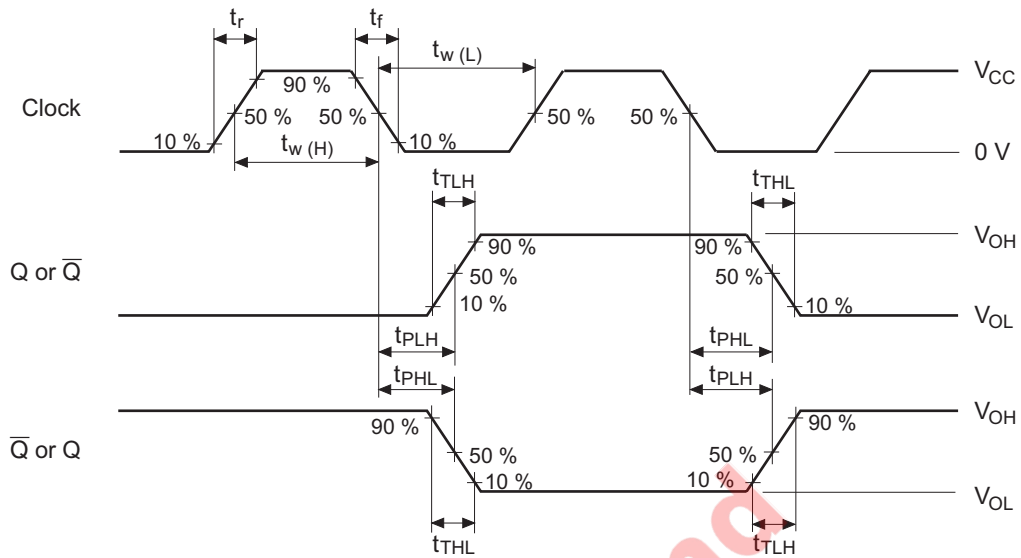 tr tf
tw (L)
90 % VCC
Clock 50 % 50 % 50 % 50 %
10 % 10 %
tw (H) 0 V
tTLH tTHL
90 % 90 % VOH
Q or Q̅ 50 % 50 %
10 % 10 %
VOL
tPLH tPHL
tPHL tPLH
VOH
90 % 90 %
Q̅ or Q 50 % 50 %
10 % 10 %
VOL
tTHL tTLH